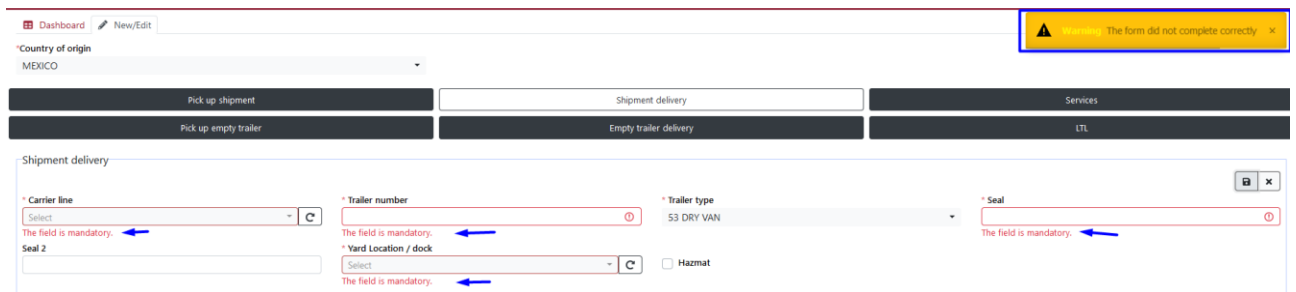 Dashboard New/Edit
Warning The form did not complete correctly ×
*Country of origin
MEXICO
Pick up shipment Shipment delivery Services
Pick up empty trailer Empty trailer delivery LTL
Shipment delivery
* Carrier line * Trailer number * Trailer type * Seal
Select 53 DRY VAN
The field is mandatory. The field is mandatory. The field is mandatory.
Seal 2 * Yard Location / dock
Select Hazmat
The field is mandatory.